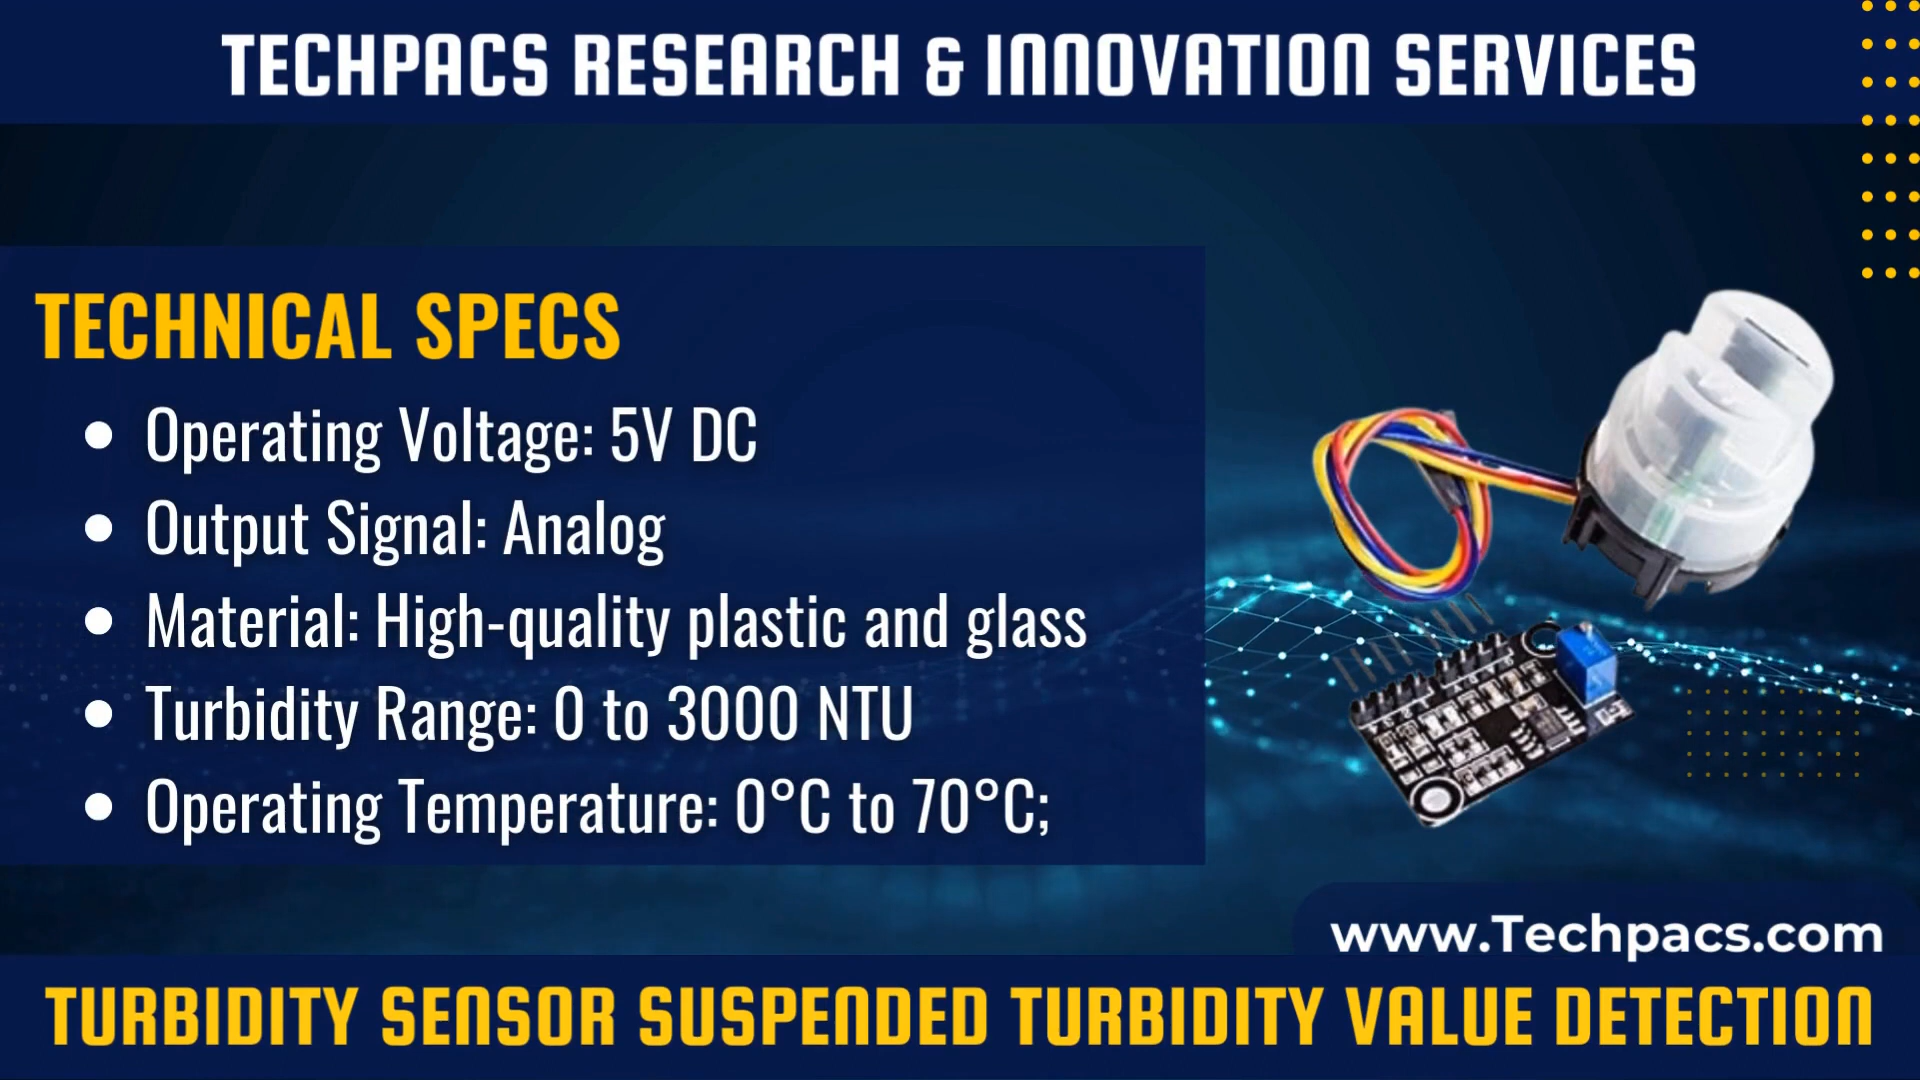 TECHPACS RESEARCH & INNOVATION SERVICES
TECHNICAL SPECS
• Operating Voltage: 5V DC
• Output Signal: Analog
• Material: High-quality plastic and glass
• Turbidity Range: 0 to 3000 NTU
• Operating Temperature: 0°C to 70°C;
www.Techpacs.com
TURBIDITY SENSOR SUSPENDED TURBIDITY VALUE DETECTION